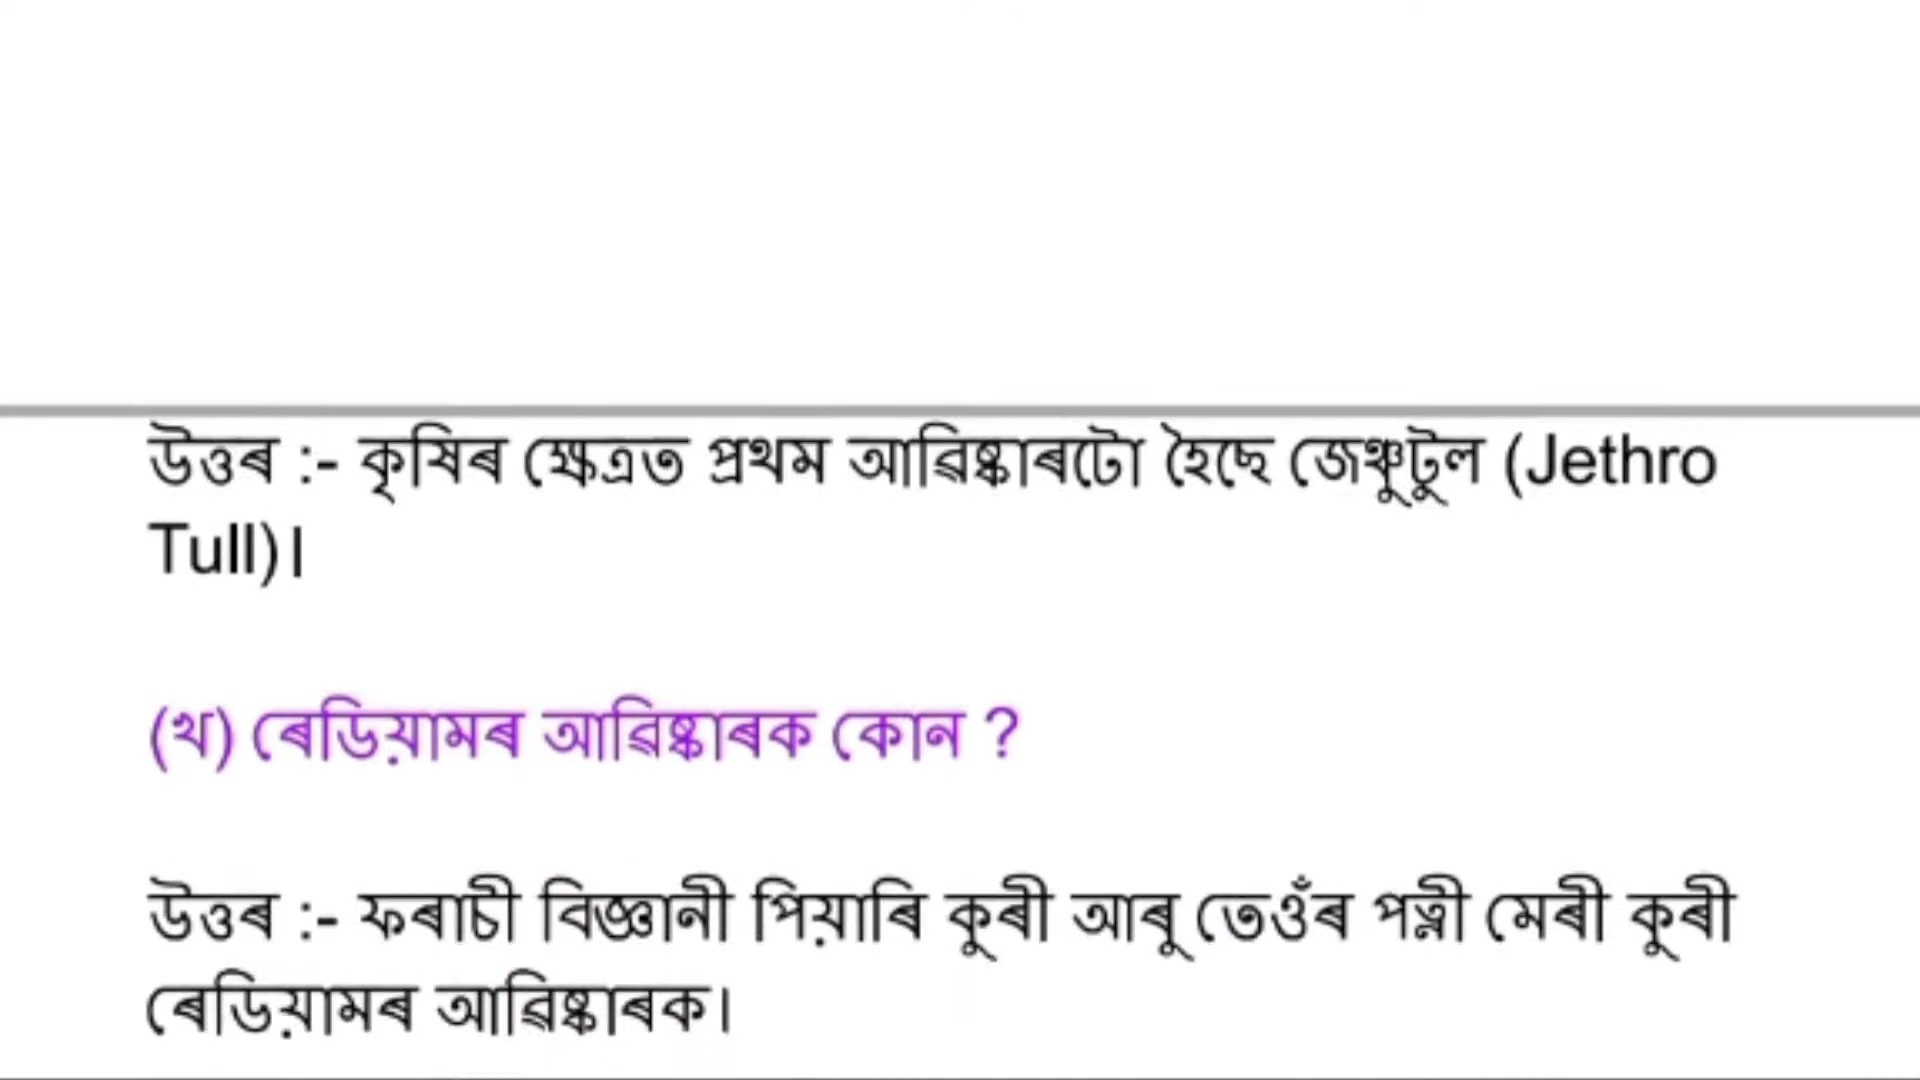 উত্তৰ :- কৃষিৰ ক্ষেত্ৰত প্ৰথম আৱিষ্কাৰটো হৈছে জেঞ্চুটুল (Jethro
Tull)।
(খ) ৰেডিয়ামৰ আৱিষ্কাৰক কোন ?
উত্তৰ :- ফৰাচী বিজ্ঞানী পিয়াৰি কুৰী আৰু তেওঁৰ পত্নী মেৰী কুৰী
ৰেডিয়ামৰ আৱিষ্কাৰক।